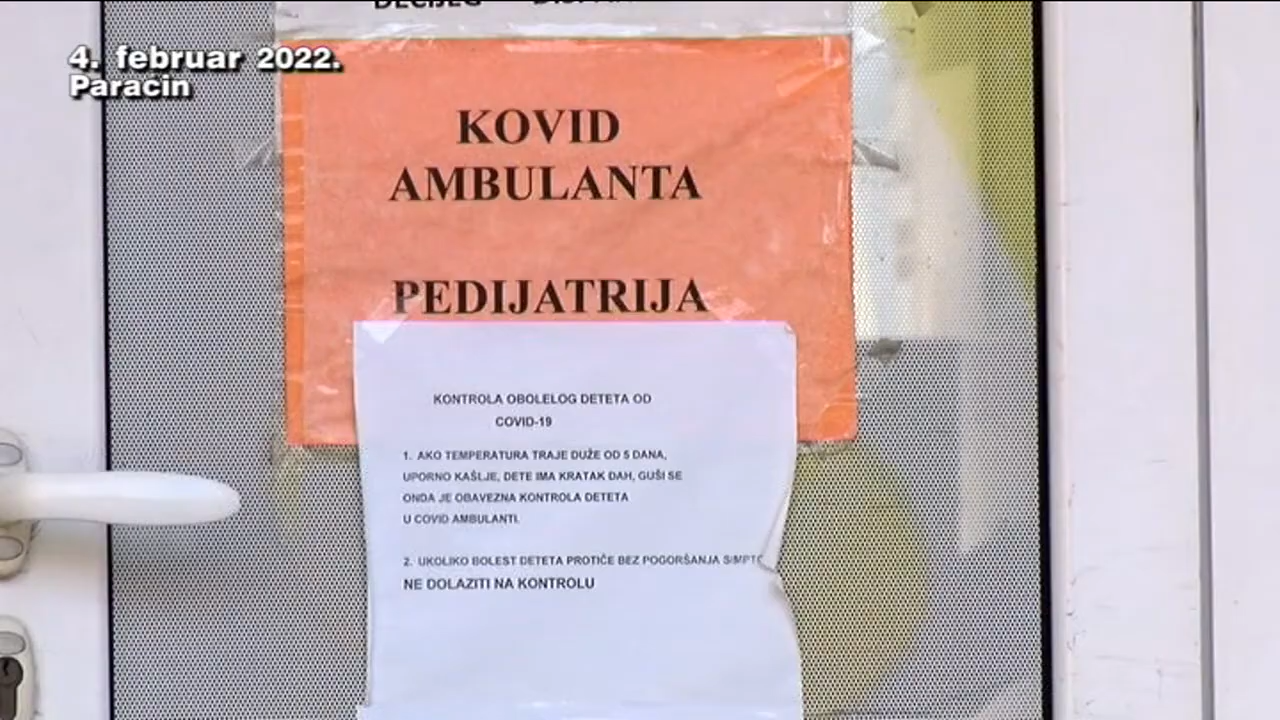 DEČIJEG
4. februar 2022.
Paraćin
KOVID
AMBULANTA
PEDIJATRIJA
KONTROLA OBOLELOG DETETA OD
COVID-19
1. AKO TEMPERATURA TRAJE DUŽE OD 5 DANA,
UPORNO KAŠLJE, DETE IMA KRATAK DAH, GUŠI SE
ONDA JE OBAVEZNA KONTROLA DETETA
U COVID AMBULANTI.
2. UKOLIKO BOLEST DETETA PROTIČE BEZ POGORŠANJA
NE DOLAZITI NA KONTROLU